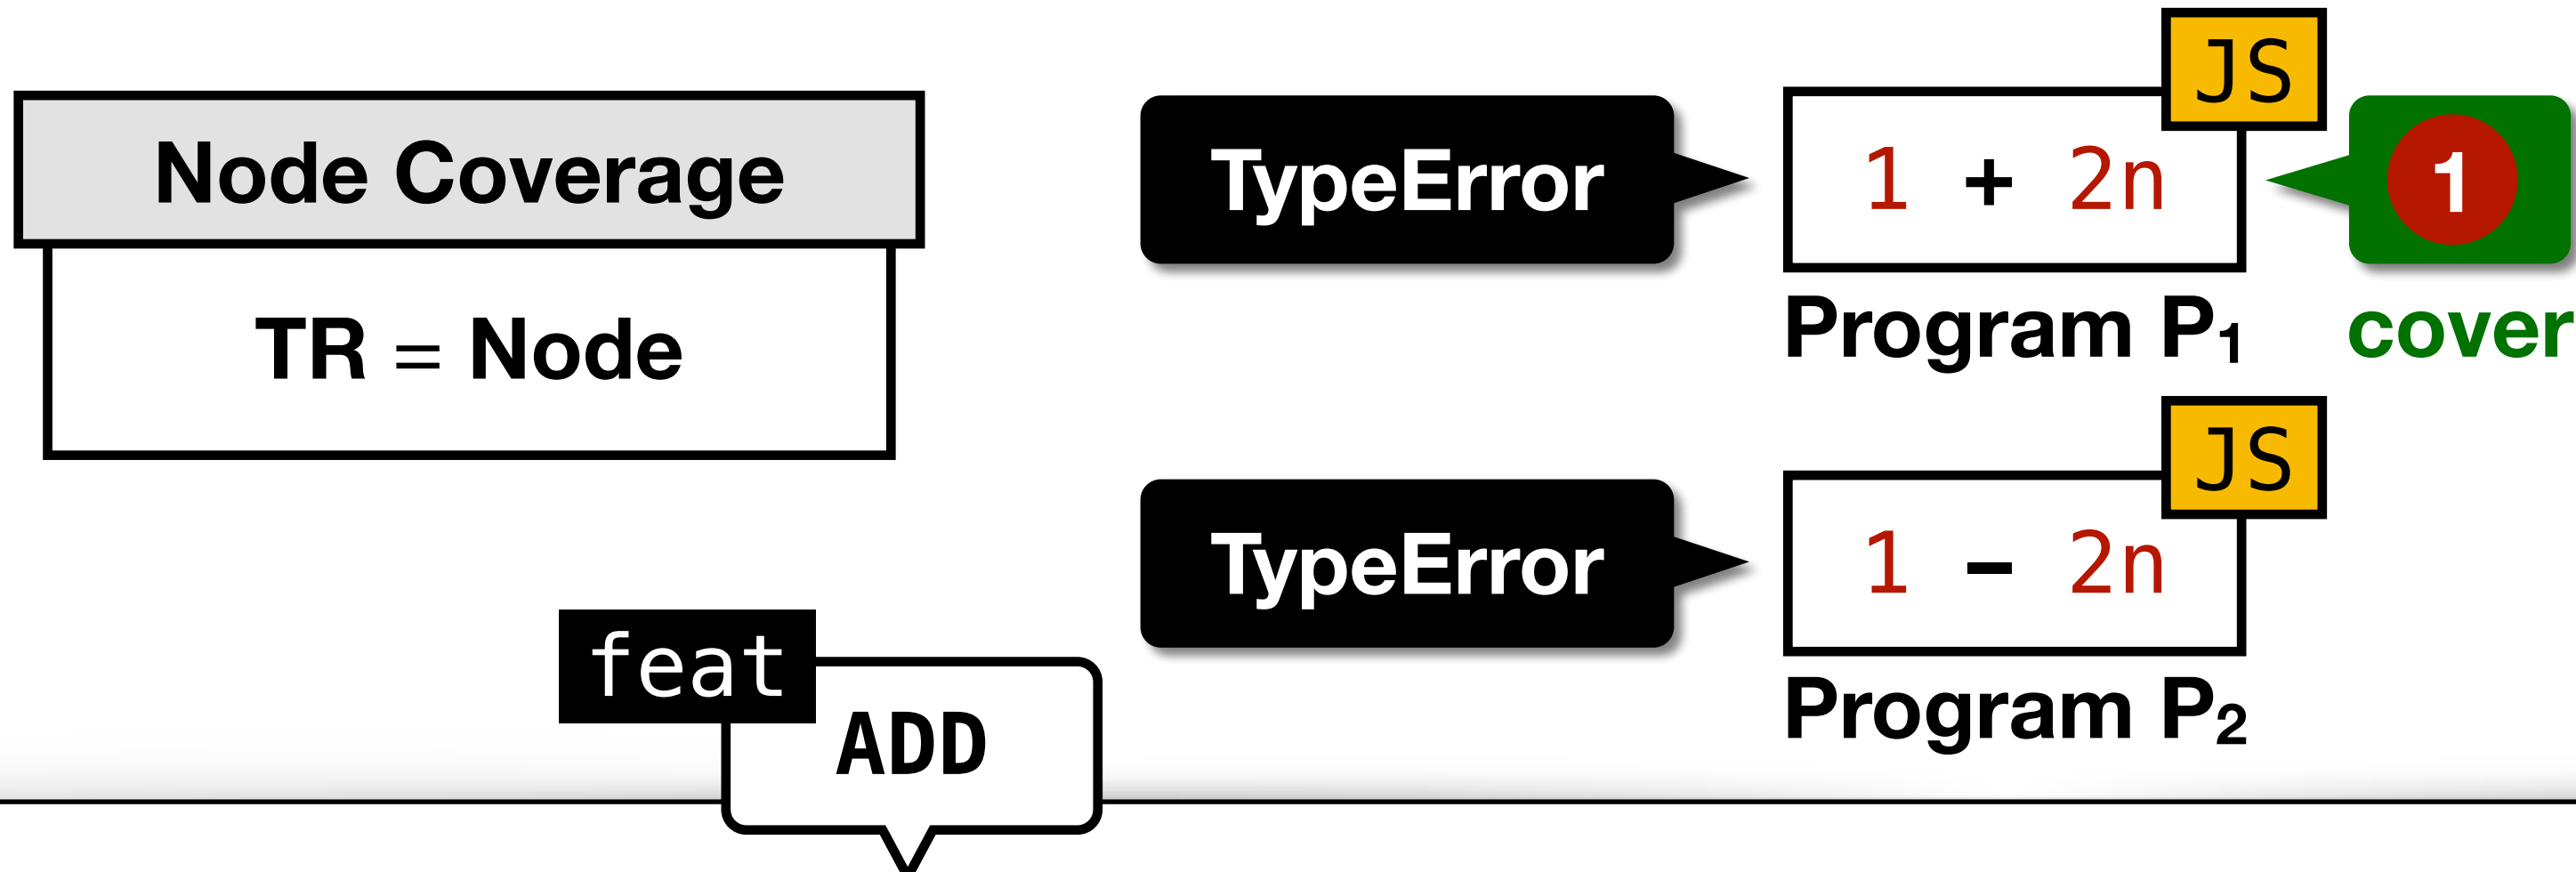 Node Coverage
TR = Node
TypeError
JS
1 + 2n
1
Program P₁
cover
TypeError
JS
1 - 2n
Program P₂
feat
ADD